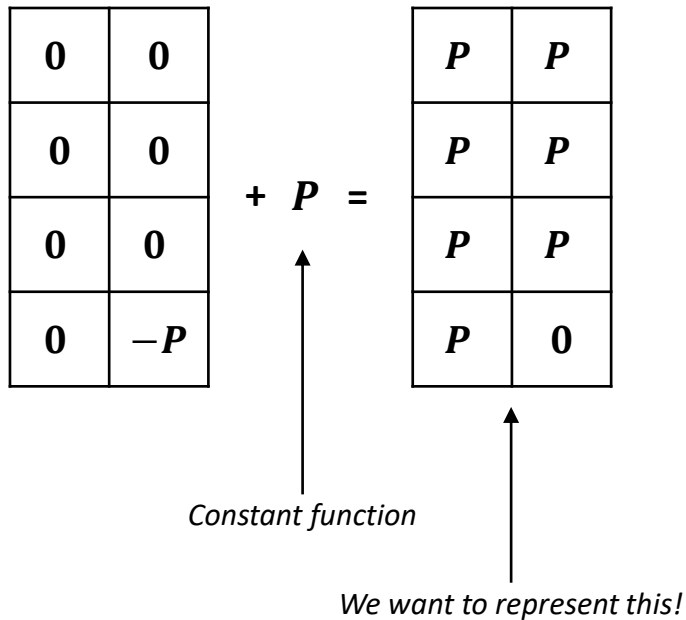 0 0 P P
0 0 P P
+ P =
0 0 P P
0 −P P 0
Constant function
We want to represent this!